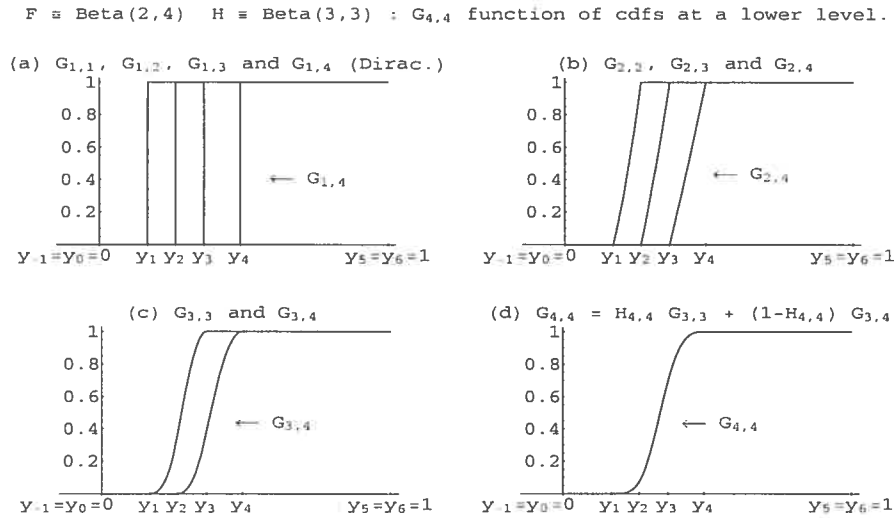 F ≡ Beta(2,4) H ≡ Beta(3,3) : G4,4 function of cdfs at a lower level.
(a) G1,1, G1,2, G1,3 and G1,4 (Dirac.)
1
0.8
0.6
0.4
0.2
← G1,4
y-1=y0=0 y1 y2 y3 y4 y5=y6=1
(b) G2,2, G2,3 and G2,4
1
0.8
0.6
0.4
0.2
← G2,4
y-1=y0=0 y1 y2 y3 y4 y5=y6=1
(c) G3,3 and G3,4
1
0.8
0.6
0.4
0.2
← G3,4
y-1=y0=0 y1 y2 y3 y4 y5=y6=1
(d) G4,4 = H4,4 G3,3 + (1-H4,4) G3,4
1
0.8
0.6
0.4
0.2
← G4,4
y-1=y0=0 y1 y2 y3 y4 y5=y6=1